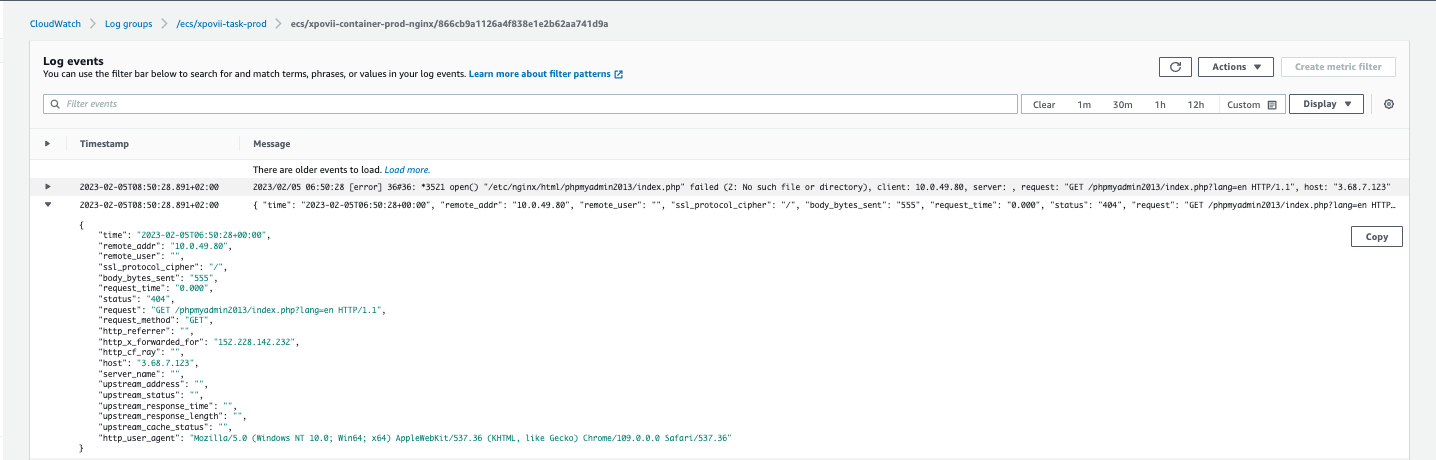 CloudWatch > Log groups > /ecs/xpovii-task-prod > ecs/xpovii-container-prod-nginx/866cb9a1126a4f838e1e2b62aa741d9a
Log events
You can use the filter bar below to search for and match terms, phrases, or values in your log events. Learn more about filter patterns
Actions Create metric filter
Filter events Clear 1m 30m 1h 12h Custom Display
Timestamp Message
There are older events to load. Load more.
2023-02-05T08:50:28.891+02:00 2023/02/05 06:50:28 [error] 36#36: *3521 open() "/etc/nginx/html/phpmyadmin2013/index.php" failed (2: No such file or directory), client: 10.0.49.80, server: , request: "GET /phpmyadmin2013/index.php?lang=en HTTP/1.1", host: "3.68.7.123"
2023-02-05T08:50:28.891+02:00 { "time": "2023-02-05T06:50:28+00:00", "remote_addr": "10.0.49.80", "remote_user": "", "ssl_protocol_cipher": "/", "body_bytes_sent": "555", "request_time": "0.000", "status": "404", "request": "GET /phpmyadmin2013/index.php?lang=en HTTP…
{
Copy
"time": "2023-02-05T06:50:28+00:00",
"remote_addr": "10.0.49.80",
"remote_user": "",
"ssl_protocol_cipher": "/",
"body_bytes_sent": "555",
"request_time": "0.000",
"status": "404",
"request": "GET /phpmyadmin2013/index.php?lang=en HTTP/1.1",
"request_method": "GET",
"http_referrer": "",
"http_x_forwarded_for": "152.228.142.232",
"http_cf_ray": "",
"host": "3.68.7.123",
"server_name": "",
"upstream_address": "",
"upstream_status": "",
"upstream_response_time": "",
"upstream_response_length": "",
"upstream_cache_status": "",
"http_user_agent": "Mozilla/5.0 (Windows NT 10.0; Win64; x64) AppleWebKit/537.36 (KHTML, like Gecko) Chrome/109.0.0.0 Safari/537.36"
}